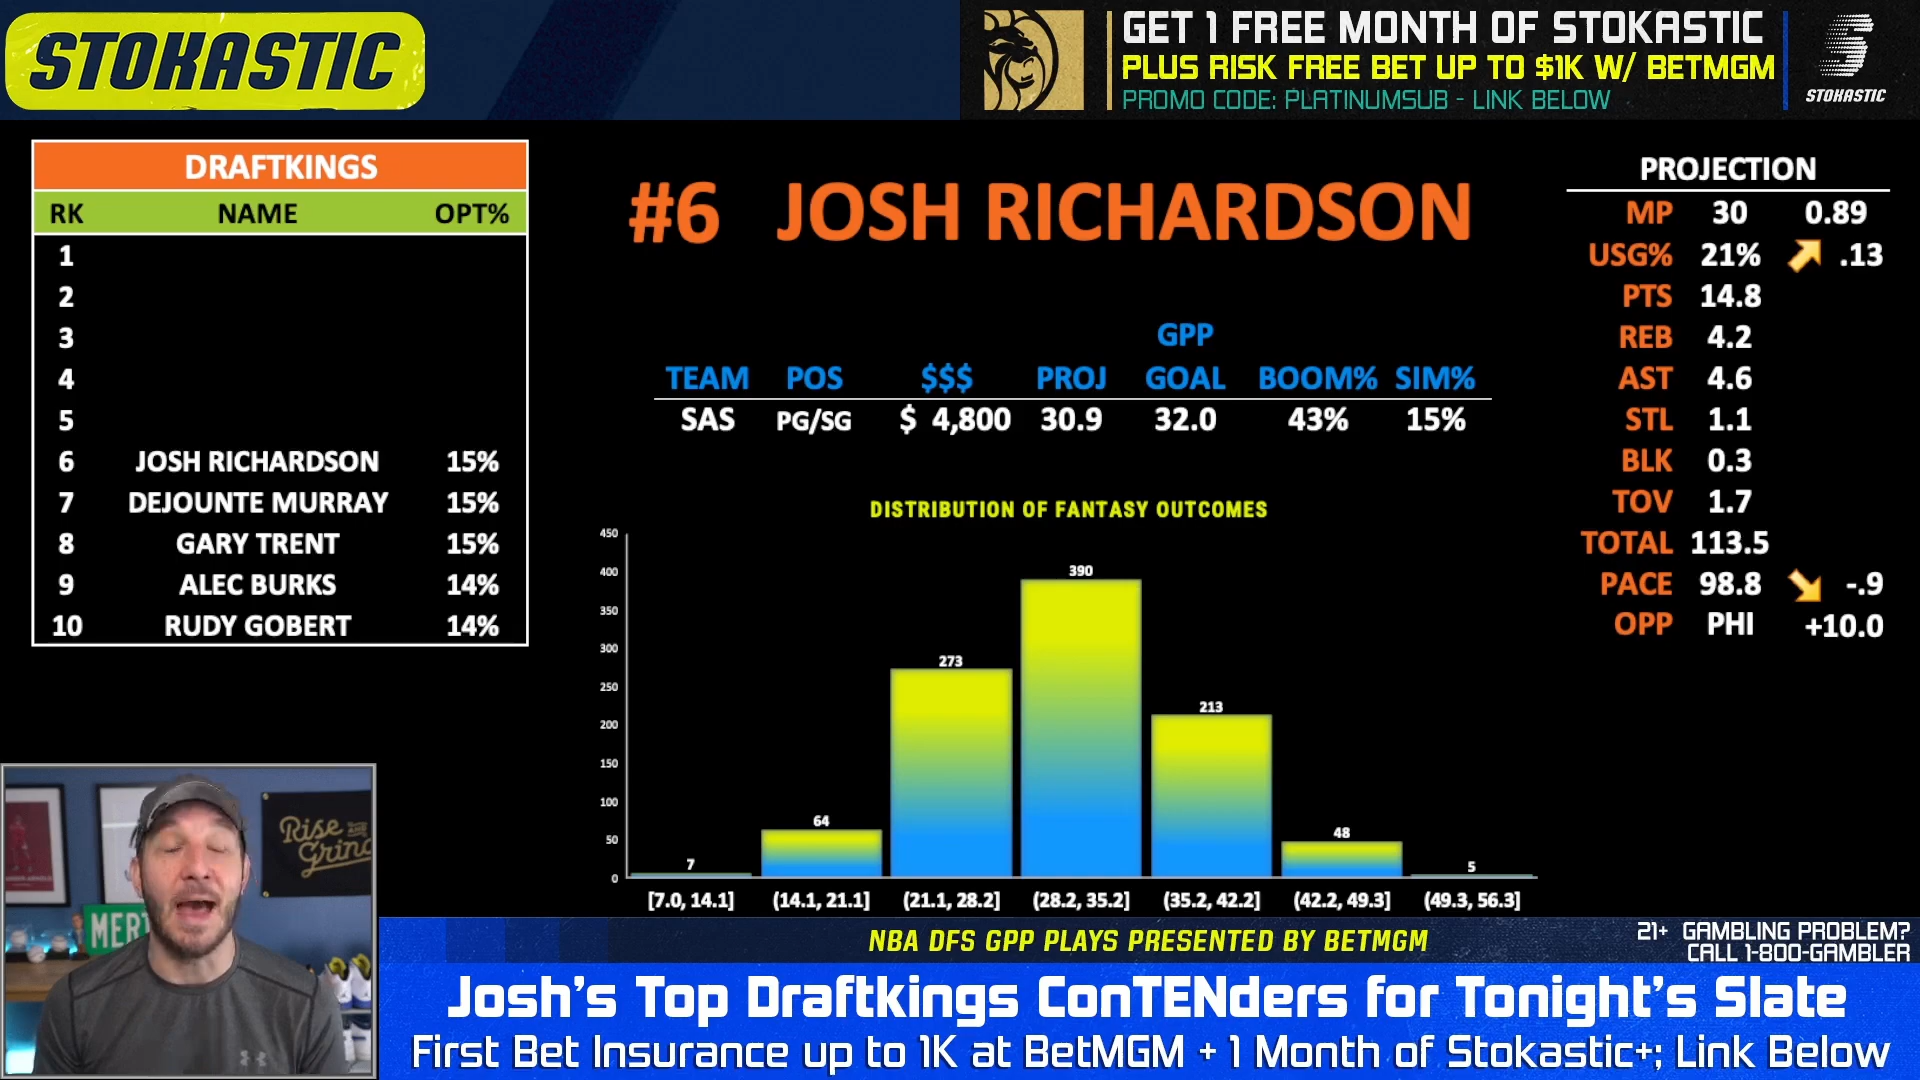 STOKASTIC
GET 1 FREE MONTH OF STOKASTIC
PLUS RISK FREE BET UP TO $1K W/ BETMGM
PROMO CODE: PLATINUMSUB - LINK BELOW
STOKASTIC
DRAFTKINGS
RK NAME OPT%
1
2
3
4
5
6 JOSH RICHARDSON 15%
7 DEJOUNTE MURRAY 15%
8 GARY TRENT 15%
9 ALEC BURKS 14%
10 RUDY GOBERT 14%
#6 JOSH RICHARDSON
GPP
TEAM POS $$$ PROJ GOAL BOOM% SIM%
SAS PG/SG $ 4,800 30.9 32.0 43% 15%
DISTRIBUTION OF FANTASY OUTCOMES
450
400
350
300
250
200
150
100
50
0
7 64 273 390 213 48 5
[7.0, 14.1] (14.1, 21.1] (21.1, 28.2] (28.2, 35.2] (35.2, 42.2] (42.2, 49.3] (49.3, 56.3]
PROJECTION
MP 30 0.89
USG% 21% .13
PTS 14.8
REB 4.2
AST 4.6
STL 1.1
BLK 0.3
TOV 1.7
TOTAL 113.5
PACE 98.8 -.9
OPP PHI +10.0
Rise AND
Grind
MERT
NBA DFS GPP PLAYS PRESENTED BY BETMGM
21+ GAMBLING PROBLEM?
CALL 1-800-GAMBLER
Josh's Top Draftkings ConTENders for Tonight's Slate
First Bet Insurance up to 1K at BetMGM + 1 Month of Stokastic+; Link Below